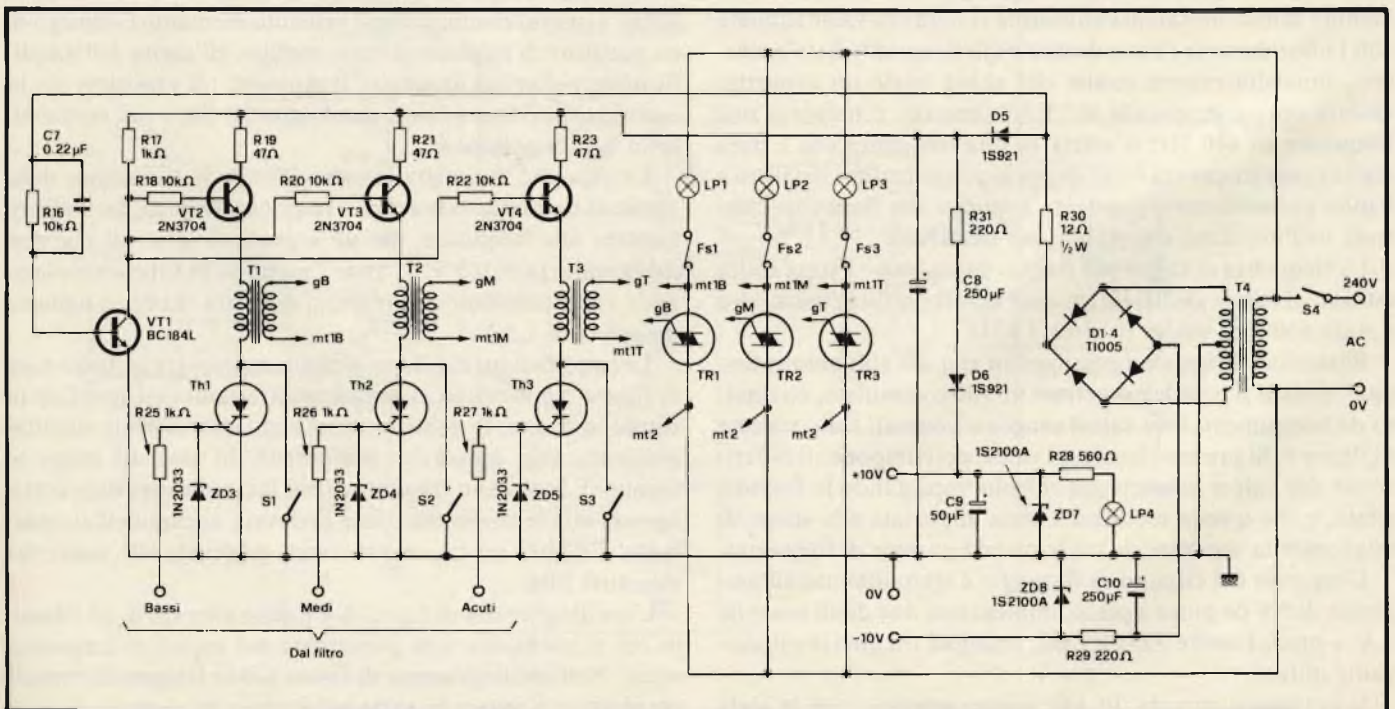 C7
0.22µF
R16
10kΩ
R17
1kΩ
R18 10kΩ
VT2
2N3704
R19
47Ω
R20 10kΩ
VT3
2N3704
R21
47Ω
R22 10kΩ
VT4
2N3704
R23
47Ω
VT1
BC184L
T1
gB
mt1B
T2
gM
mt1M
T3
gT
mt1T
Th1
Th2
Th3
R25 1kΩ
R26 1kΩ
R27 1kΩ
1N2033
ZD3
S1
1N2033
ZD4
S2
1N2033
ZD5
S3
Bassi
Medi
Acuti
Dal filtro
LP1
LP2
LP3
Fs1
Fs2
Fs3
mt1B
mt1M
mt1T
gB
gM
gT
TR1
TR2
TR3
mt2
mt2
mt2
D5
1S921
R31
220Ω
R30
12Ω
½W
C8
250µF
1S921
D1-4
TI005
T4
S4
240V
AC
0V
+10V
1S2100A
R28 560Ω
C9
50µF
ZD7
LP4
0V
ZD8
1S2100A
C10
250µF
-10V
R29 220Ω